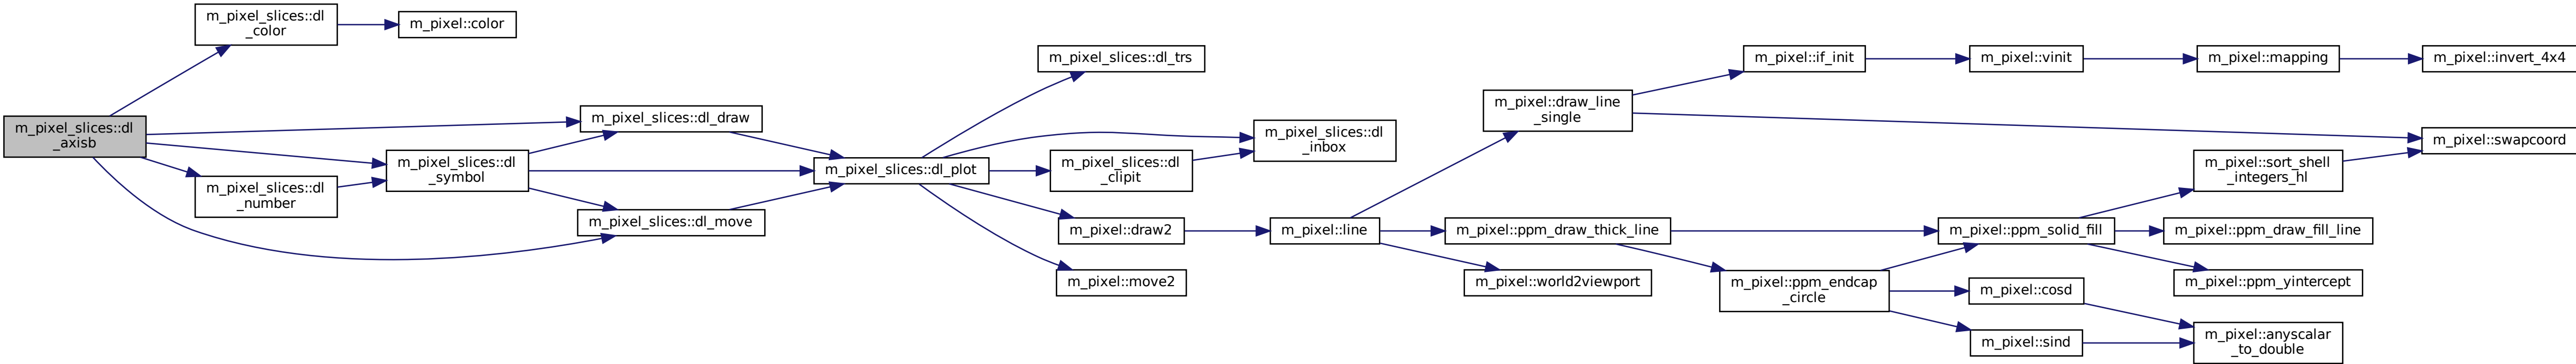 m_pixel_slices::dl
_axisb
m_pixel_slices::dl
_color
m_pixel::color
m_pixel_slices::dl_draw
m_pixel_slices::dl
_symbol
m_pixel_slices::dl
_number
m_pixel_slices::dl_move
m_pixel_slices::dl_plot
m_pixel_slices::dl_trs
m_pixel_slices::dl
_inbox
m_pixel_slices::dl
_clipit
m_pixel::draw2
m_pixel::move2
m_pixel::line
m_pixel::draw_line
_single
m_pixel::ppm_draw_thick_line
m_pixel::world2viewport
m_pixel::if_init
m_pixel::vinit
m_pixel::mapping
m_pixel::invert_4x4
m_pixel::swapcoord
m_pixel::sort_shell
_integers_hl
m_pixel::ppm_solid_fill
m_pixel::ppm_draw_fill_line
m_pixel::ppm_yintercept
m_pixel::ppm_endcap
_circle
m_pixel::cosd
m_pixel::sind
m_pixel::anyscalar
_to_double